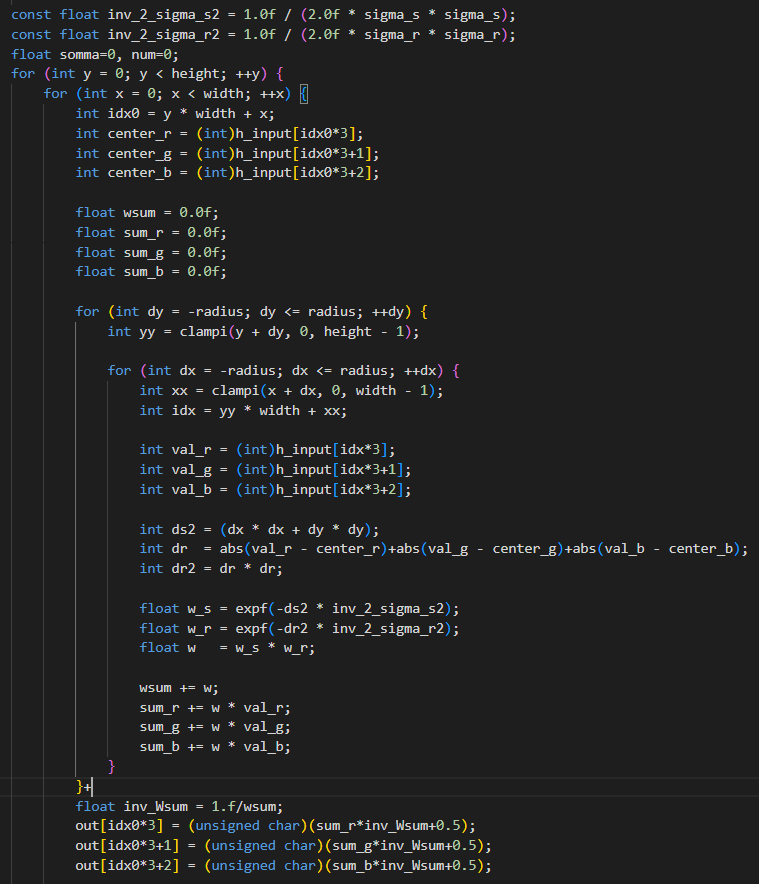 const float inv_2_sigma_s2 = 1.0f / (2.0f * sigma_s * sigma_s);
const float inv_2_sigma_r2 = 1.0f / (2.0f * sigma_r * sigma_r);
float somma=0, num=0;
for (int y = 0; y < height; ++y) {
    for (int x = 0; x < width; ++x) {
        int idx0 = y * width + x;
        int center_r = (int)h_input[idx0*3];
        int center_g = (int)h_input[idx0*3+1];
        int center_b = (int)h_input[idx0*3+2];

        float wsum = 0.0f;
        float sum_r = 0.0f;
        float sum_g = 0.0f;
        float sum_b = 0.0f;

        for (int dy = -radius; dy <= radius; ++dy) {
            int yy = clampi(y + dy, 0, height - 1);

            for (int dx = -radius; dx <= radius; ++dx) {
                int xx = clampi(x + dx, 0, width - 1);
                int idx = yy * width + xx;

                int val_r = (int)h_input[idx*3];
                int val_g = (int)h_input[idx*3+1];
                int val_b = (int)h_input[idx*3+2];

                int ds2 = (dx * dx + dy * dy);
                int dr  = abs(val_r - center_r)+abs(val_g - center_g)+abs(val_b - center_b);
                int dr2 = dr * dr;

                float w_s = expf(-ds2 * inv_2_sigma_s2);
                float w_r = expf(-dr2 * inv_2_sigma_r2);
                float w   = w_s * w_r;

                wsum += w;
                sum_r += w * val_r;
                sum_g += w * val_g;
                sum_b += w * val_b;
            }
        }+
        float inv_Wsum = 1.f/wsum;
        out[idx0*3] = (unsigned char)(sum_r*inv_Wsum+0.5);
        out[idx0*3+1] = (unsigned char)(sum_g*inv_Wsum+0.5);
        out[idx0*3+2] = (unsigned char)(sum_b*inv_Wsum+0.5);